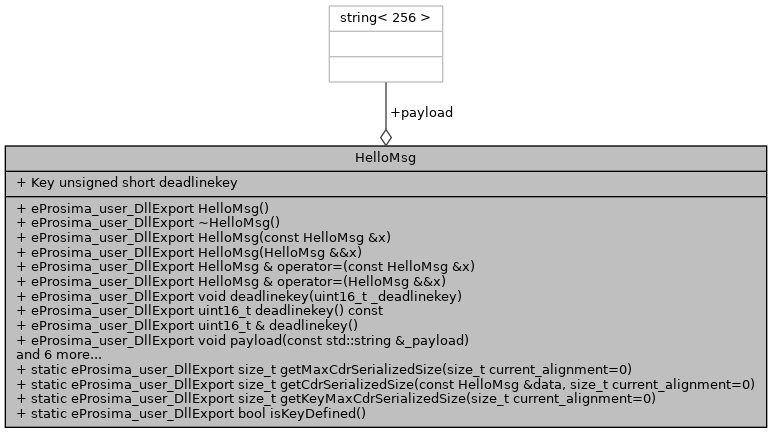 string< 256 >
+payload
HelloMsg
+ Key unsigned short deadlinekey
+ eProsima_user_DllExport HelloMsg()
+ eProsima_user_DllExport ~HelloMsg()
+ eProsima_user_DllExport HelloMsg(const HelloMsg &x)
+ eProsima_user_DllExport HelloMsg(HelloMsg &&x)
+ eProsima_user_DllExport HelloMsg & operator=(const HelloMsg &x)
+ eProsima_user_DllExport HelloMsg & operator=(HelloMsg &&x)
+ eProsima_user_DllExport void deadlinekey(uint16_t _deadlinekey)
+ eProsima_user_DllExport uint16_t deadlinekey() const
+ eProsima_user_DllExport uint16_t & deadlinekey()
+ eProsima_user_DllExport void payload(const std::string &_payload)
and 6 more...
+ static eProsima_user_DllExport size_t getMaxCdrSerializedSize(size_t current_alignment=0)
+ static eProsima_user_DllExport size_t getCdrSerializedSize(const HelloMsg &data, size_t current_alignment=0)
+ static eProsima_user_DllExport size_t getKeyMaxCdrSerializedSize(size_t current_alignment=0)
+ static eProsima_user_DllExport bool isKeyDefined()